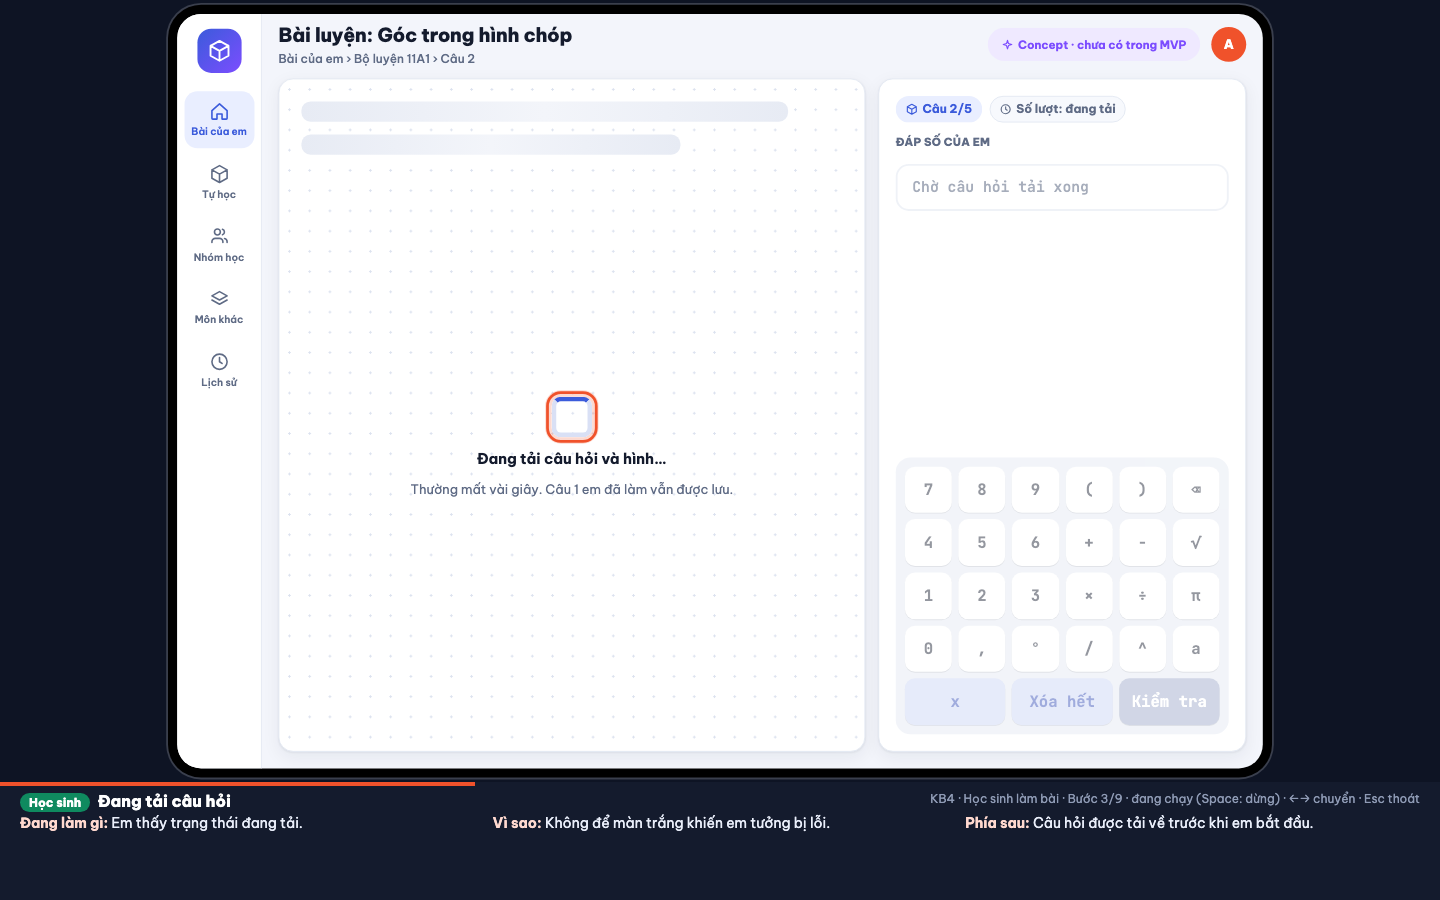 Bài luyện: Góc trong hình chóp
Bài của em › Bộ luyện 11A1 › Câu 2
Concept · chưa có trong MVP
A
Bài của em
Tự học
Nhóm học
Môn khác
Lịch sử
Đang tải câu hỏi và hình...
Thường mất vài giây. Câu 1 em đã làm vẫn được lưu.
Câu 2/5
Số lượt: đang tải
ĐÁP SỐ CỦA EM
Chờ câu hỏi tải xong
7 8 9 ( ) ⌫
4 5 6 + - √
1 2 3 × ÷ π
0 , ° / ^ a
x Xóa hết Kiểm tra
Học sinh Đang tải câu hỏi
KB4 · Học sinh làm bài · Bước 3/9 · đang chạy (Space: dừng) · ←→ chuyển · Esc thoát
Đang làm gì: Em thấy trạng thái đang tải.
Vì sao: Không để màn trắng khiến em tưởng bị lỗi.
Phía sau: Câu hỏi được tải về trước khi em bắt đầu.